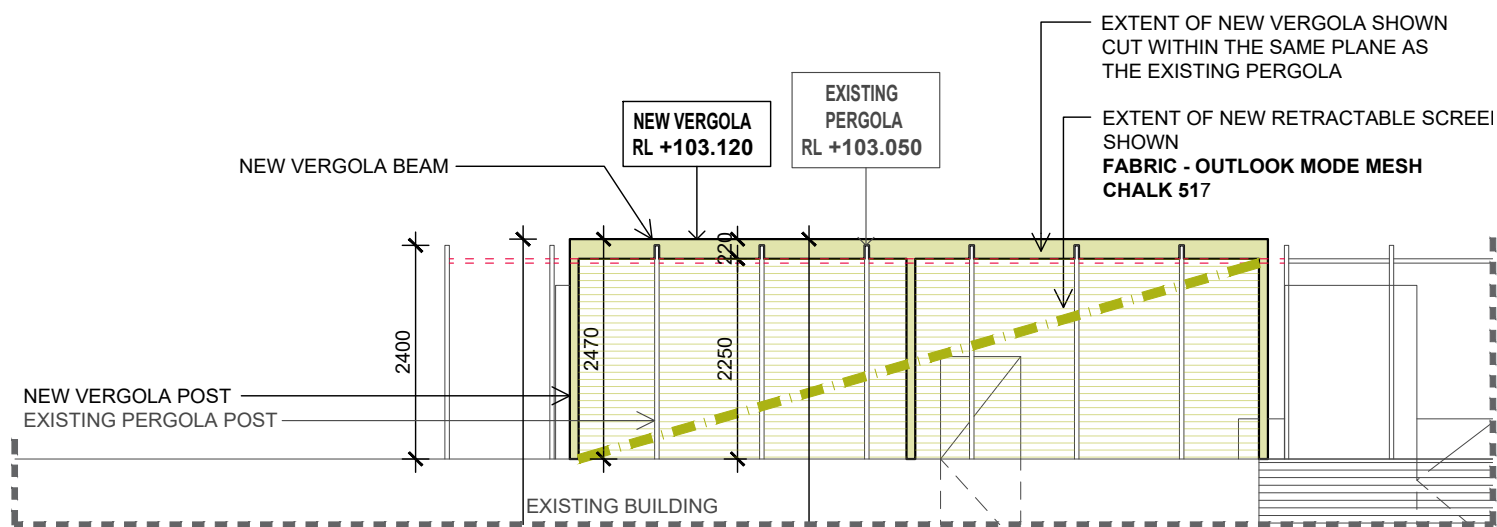 EXTENT OF NEW VERGOLA SHOWN
CUT WITHIN THE SAME PLANE AS
THE EXISTING PERGOLA
EXISTING
PERGOLA
RL +103.050
NEW VERGOLA
RL +103.120
EXTENT OF NEW RETRACTABLE SCREE
SHOWN
FABRIC - OUTLOOK MODE MESH
CHALK 517
NEW VERGOLA BEAM
220
2400
2470
2250
NEW VERGOLA POST
EXISTING PERGOLA POST
EXISTING BUILDING